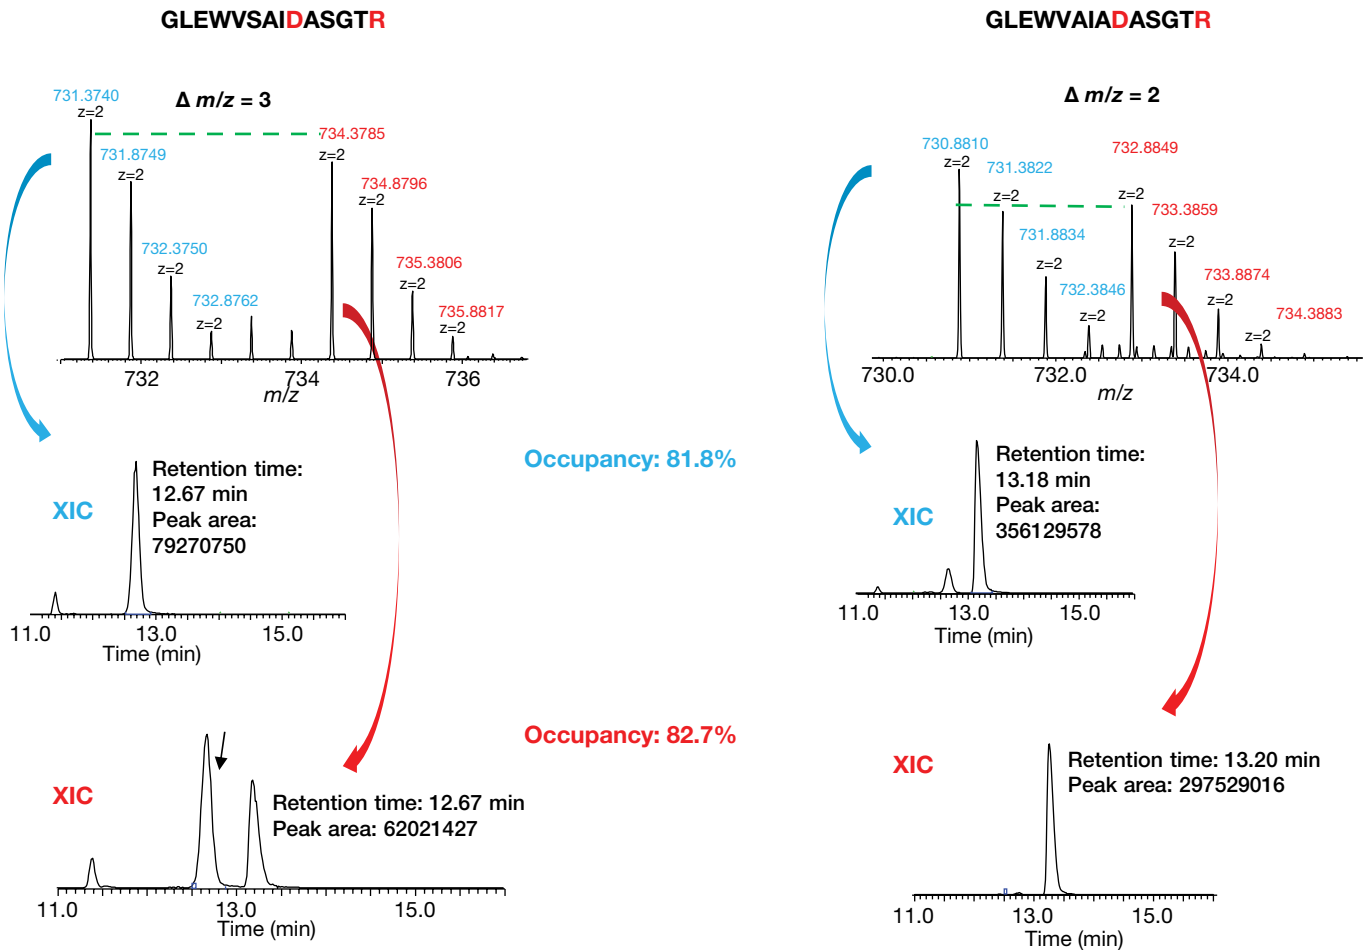 GLEWVSAIDASGTR
731.3740
z=2
Δ m/z = 3
731.8749
z=2
732.3750
z=2
732.8762
z=2
734.3785
z=2
734.8796
z=2
735.3806
z=2
735.8817
z=2
732
734
736
m/z
XIC
Retention time:
12.67 min
Peak area:
79270750
11.0
13.0
15.0
Time (min)
XIC
Retention time: 12.67 min
Peak area: 62021427
11.0
13.0
15.0
Time (min)
Occupancy: 81.8%
Occupancy: 82.7%
GLEWVAIADASGTR
Δ m/z = 2
730.8810
z=2
731.3822
z=2
731.8834
z=2
732.3846
z=2
732.8849
z=2
733.3859
z=2
733.8874
z=2
734.3883
z=2
730.0
732.0
734.0
m/z
XIC
Retention time:
13.18 min
Peak area:
356129578
11.0
13.0
15.0
Time (min)
XIC
Retention time: 13.20 min
Peak area: 297529016
11.0
13.0
15.0
Time (min)